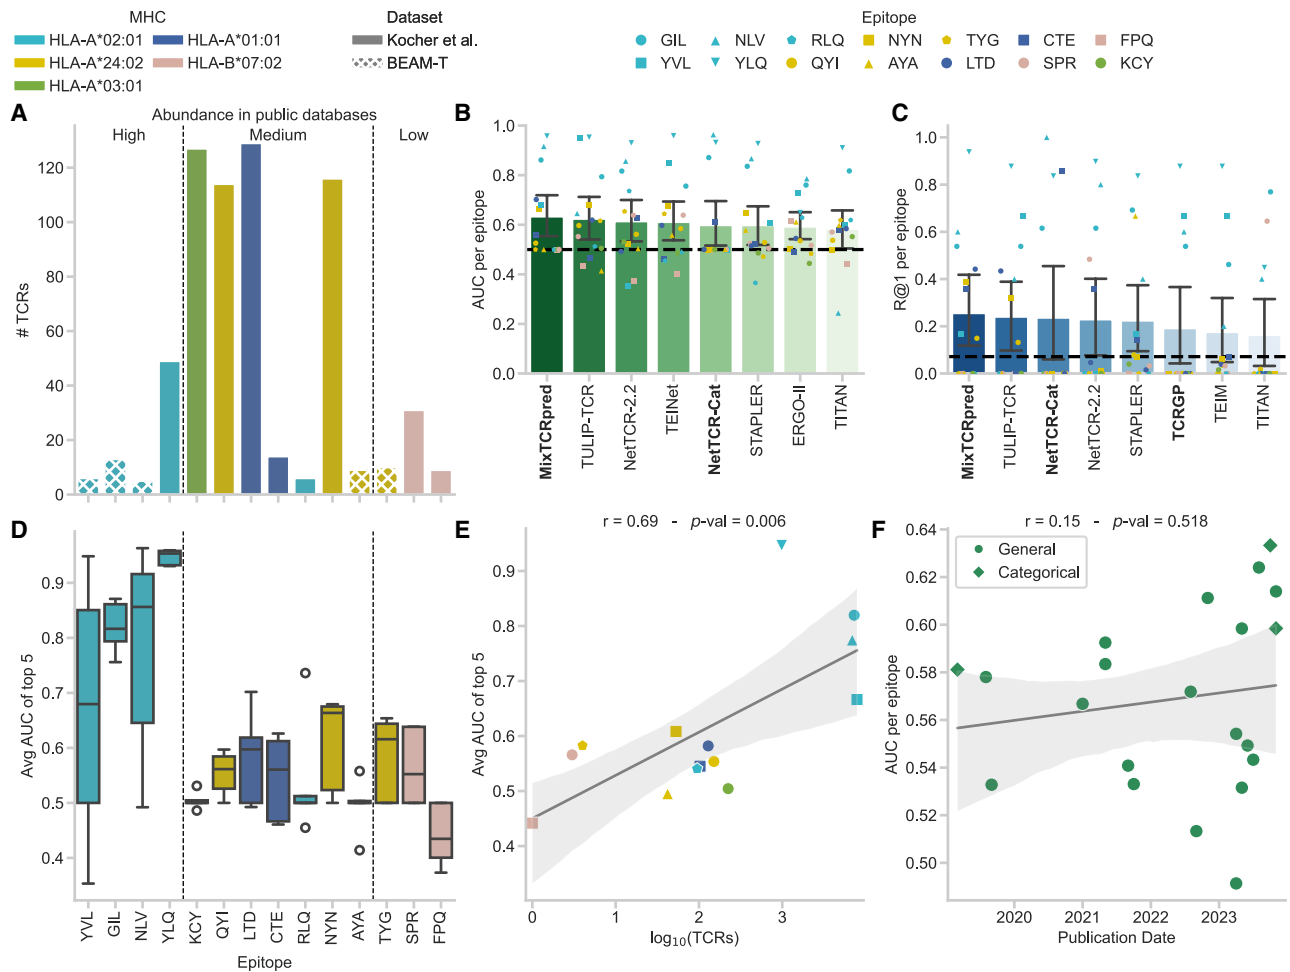 MHC
HLA-A*02:01
HLA-A*01:01
HLA-A*24:02
HLA-B*07:02
HLA-A*03:01
Dataset
Kocher et al.
BEAM-T
Epitope
GIL NLV RLQ NYN TYG CTE FPQ
YVL YLQ QYI AYA LTD SPR KCY
A
Abundance in public databases
High Medium Low
# TCRs
120
100
80
60
40
20
0
B
AUC per epitope
1.0
0.8
0.6
0.4
0.2
0.0
MixTCRpred
TULIP-TCR
NetTCR-2.2
TEINet
NetTCR-Cat
STAPLER
ERGO-II
TITAN
C
R@1 per epitope
1.0
0.8
0.6
0.4
0.2
0.0
MixTCRpred
TULIP-TCR
NetTCR-Cat
NetTCR-2.2
STAPLER
TCRGP
TEIM
TITAN
D
Avg AUC of top 5
0.9
0.8
0.7
0.6
0.5
0.4
YVL
GIL
NLV
YLQ
KCY
QYI
LTD
CTE
RLQ
NYN
AYA
TYG
SPR
FPQ
Epitope
E
r = 0.69 - p-val = 0.006
Avg AUC of top 5
0.9
0.8
0.7
0.6
0.5
0.4
0 1 2 3
log₁₀(TCRs)
F
r = 0.15 - p-val = 0.518
General
Categorical
AUC per epitope
0.64
0.62
0.60
0.58
0.56
0.54
0.52
0.50
2020 2021 2022 2023
Publication Date